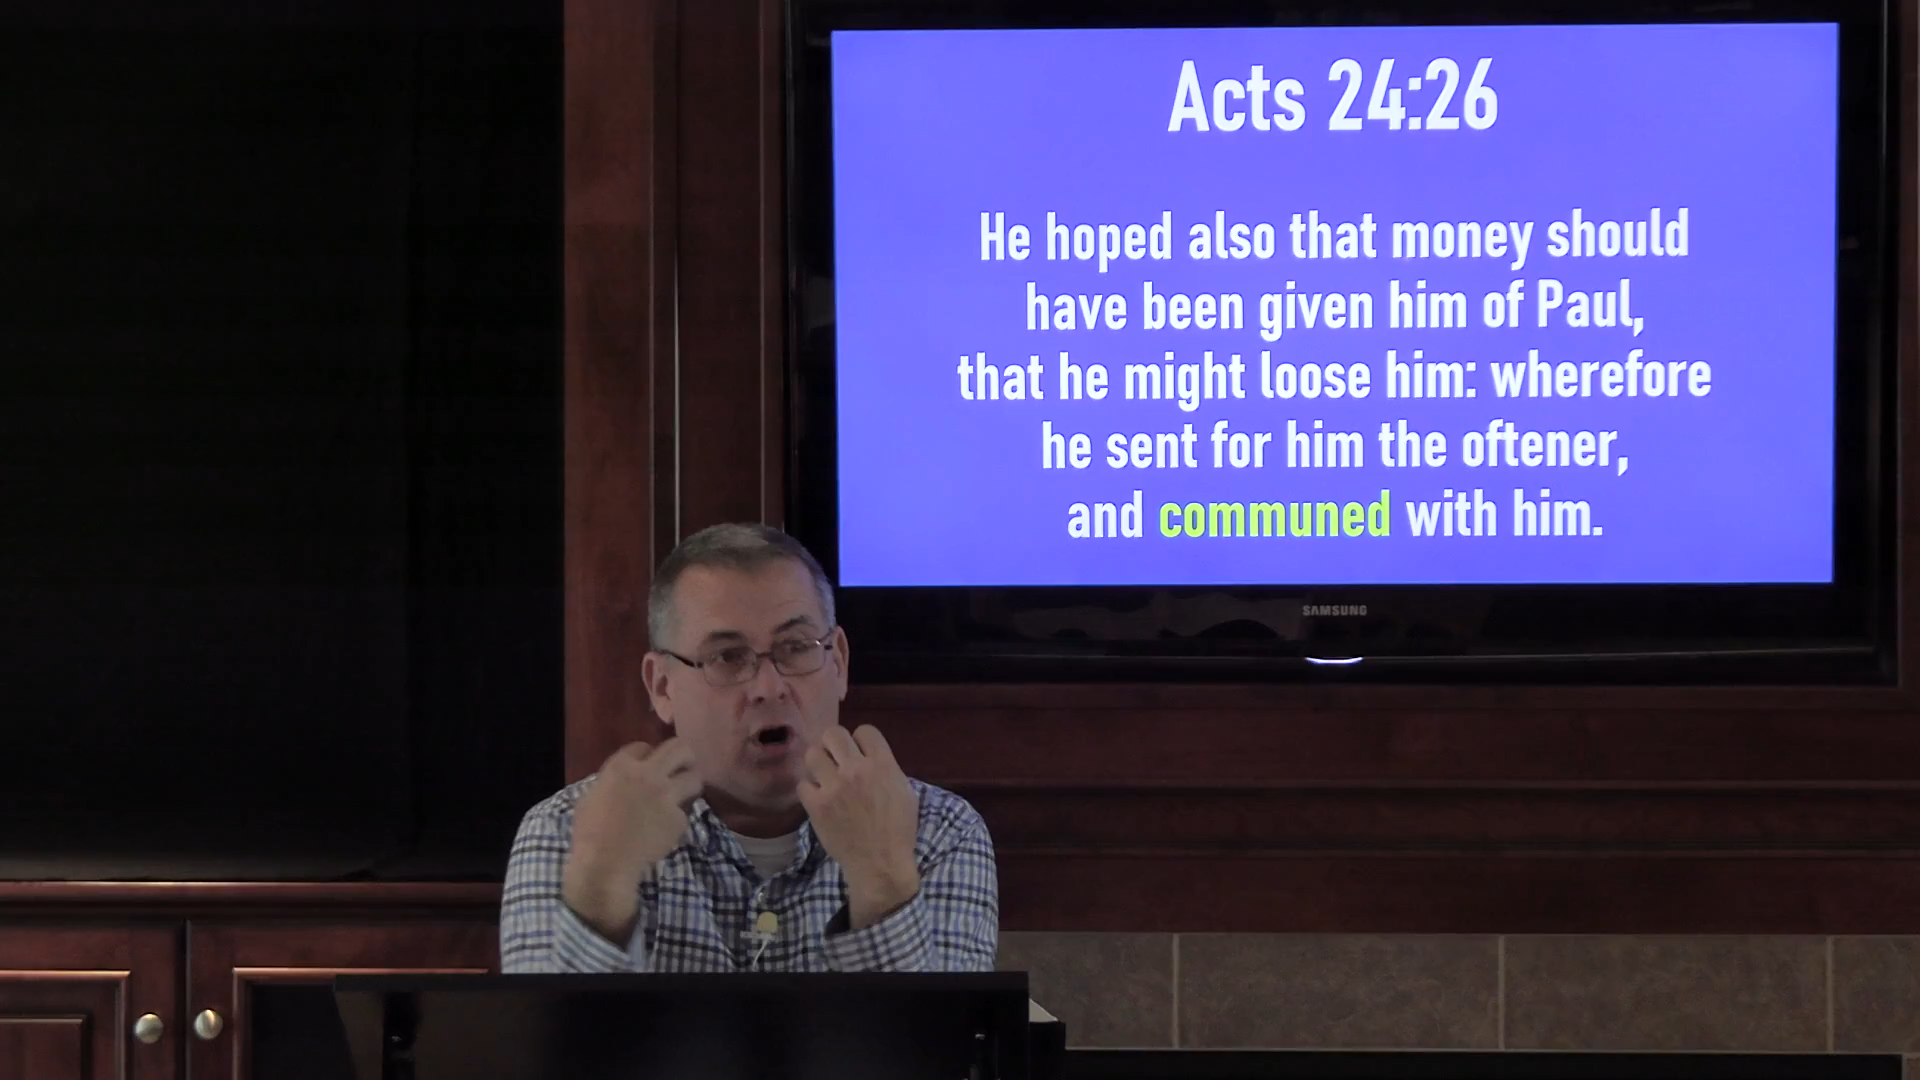 Acts 24:26
He hoped also that money should
have been given him of Paul,
that he might loose him: wherefore
he sent for him the oftener,
and communed with him.
SAMSUNG